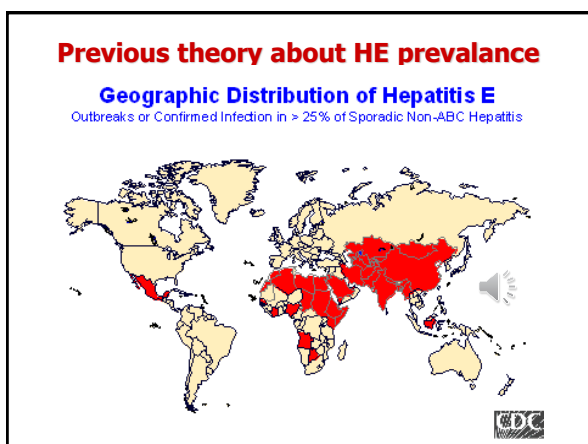 Previous theory about HE prevalance
Geographic Distribution of Hepatitis E
Outbreaks or Confirmed Infection in > 25% of Sporadic Non-ABC Hepatitis
CDC